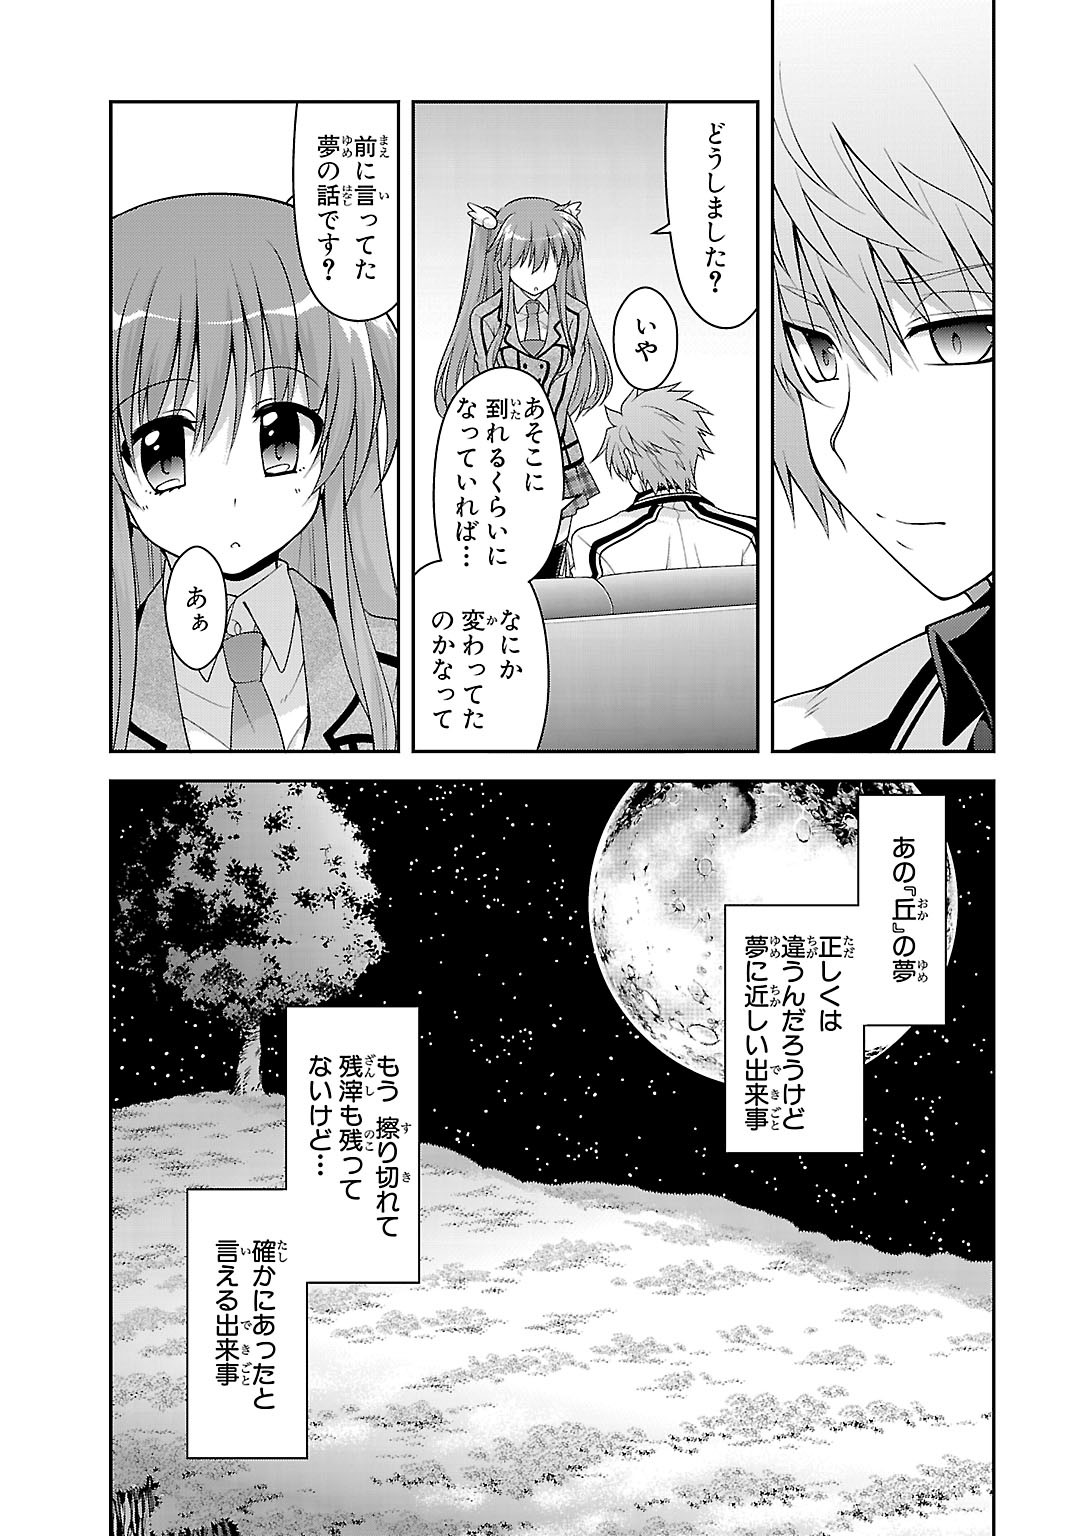 どうしました？
いや
あそこに
到れるくらいに
なっていれば…
なにか
変わってた
のかなって
前に言ってた
夢の話です？
あぁ
あの『丘』の夢
正しくは
違うんだろうけど
夢に近しい出来事
もう 擦り切れて
残滓も残って
ないけど…
確かにあったと
言える出来事